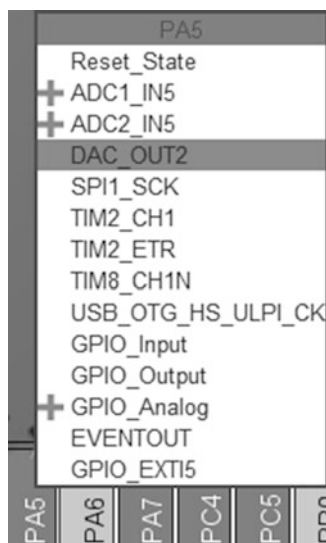 PA5
Reset_State
ADC1_IN5
ADC2_IN5
DAC_OUT2
SPI1_SCK
TIM2_CH1
TIM2_ETR
TIM8_CH1N
USB_OTG_HS_ULPI_CK
GPIO_Input
GPIO_Output
GPIO_Analog
EVENTOUT
GPIO_EXTI5
PA5
PA6
PA7
PC4
PC5